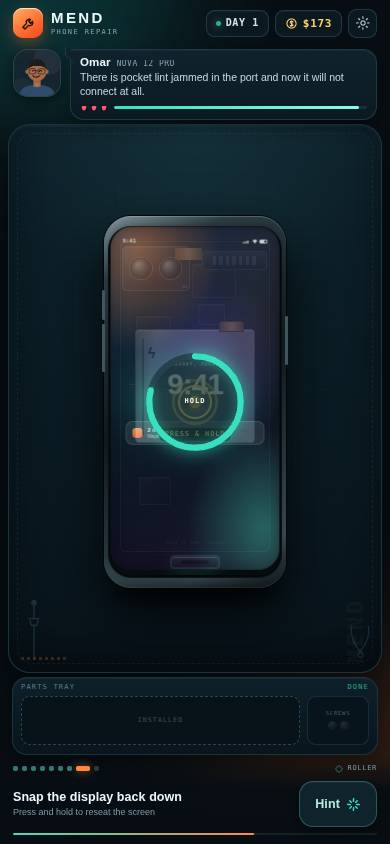 MEND
PHONE REPAIR
DAY 1
$173
Omar NOVA 12 PRO
There is pocket lint jammed in the port and now it will not
connect at all.
9:41
9:41
HOLD
PRESS & HOLD
MEND
PARTS TRAY
DONE
INSTALLED
SCREWS
ROLLER
Snap the display back down
Press and hold to reseat the screen
Hint